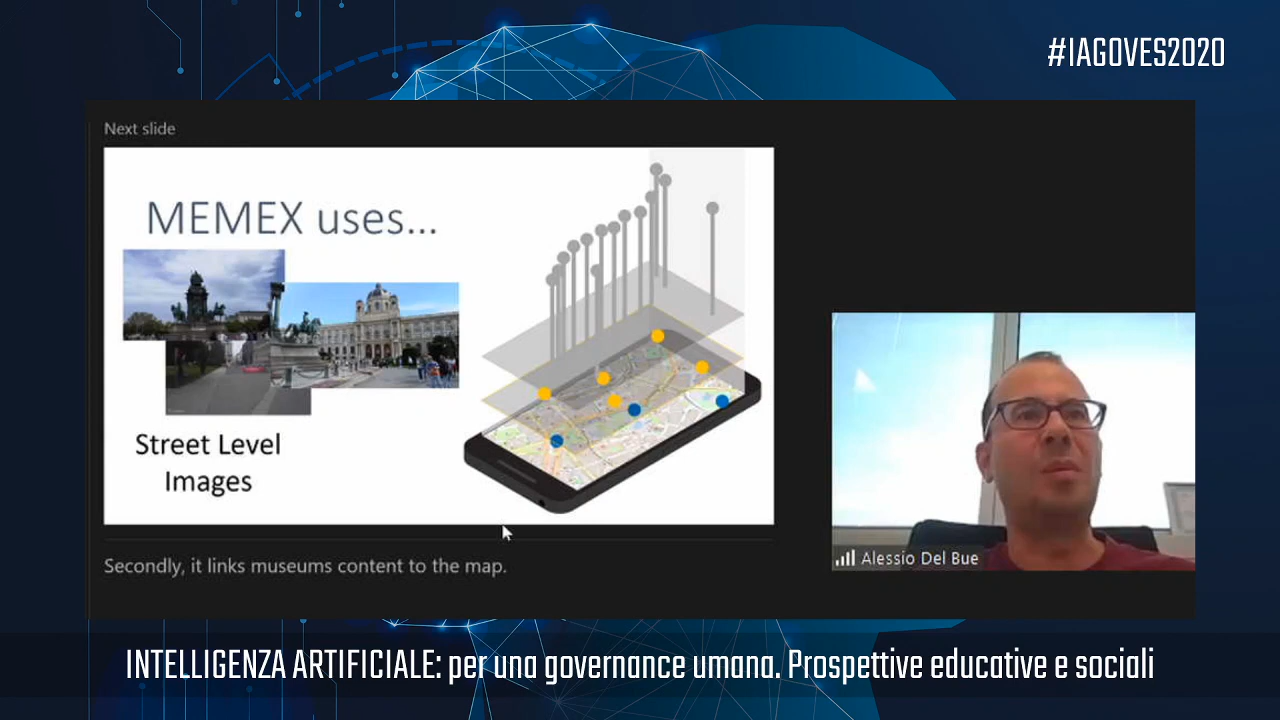 #IAGOVES2020
Next slide
MEMEX uses...
Street Level
Images
Secondly, it links museums content to the map.
Alessio Del Bue
INTELLIGENZA ARTIFICIALE: per una governance umana. Prospettive educative e sociali